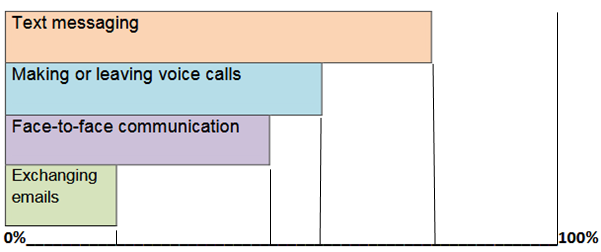 Text messaging
Making or leaving voice calls
Face-to-face communication
Exchanging
emails
0% 100%